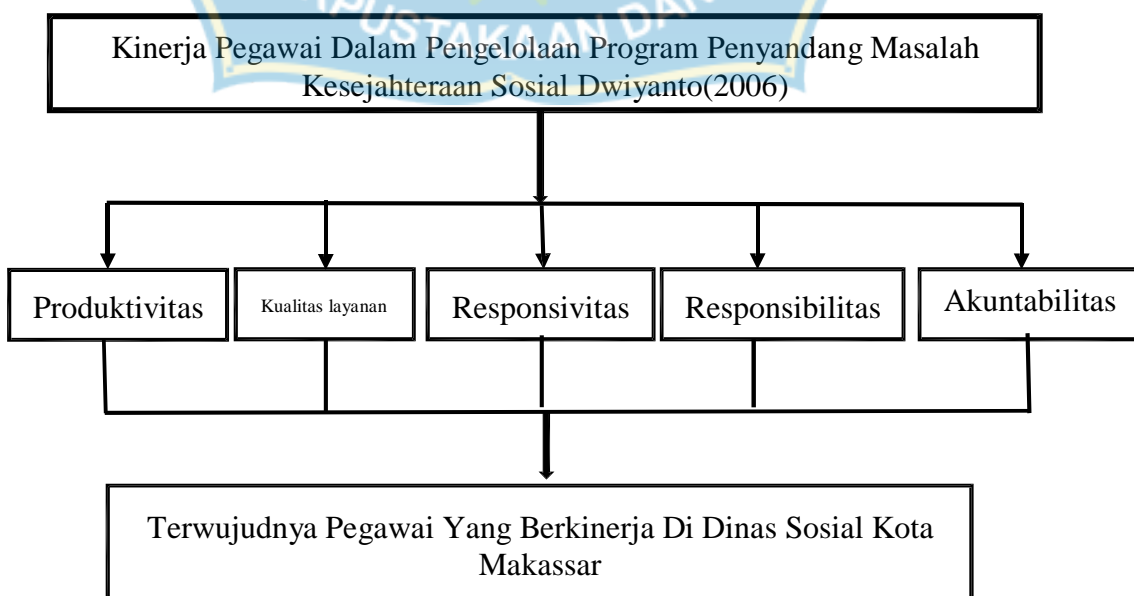 Kinerja Pegawai Dalam Pengelolaan Program Penyandang Masalah
Kesejahteraan Sosial Dwiyanto(2006)
Produktivitas
Kualitas layanan
Responsivitas
Responsibilitas
Akuntabilitas
Terwujudnya Pegawai Yang Berkinerja Di Dinas Sosial Kota
Makassar